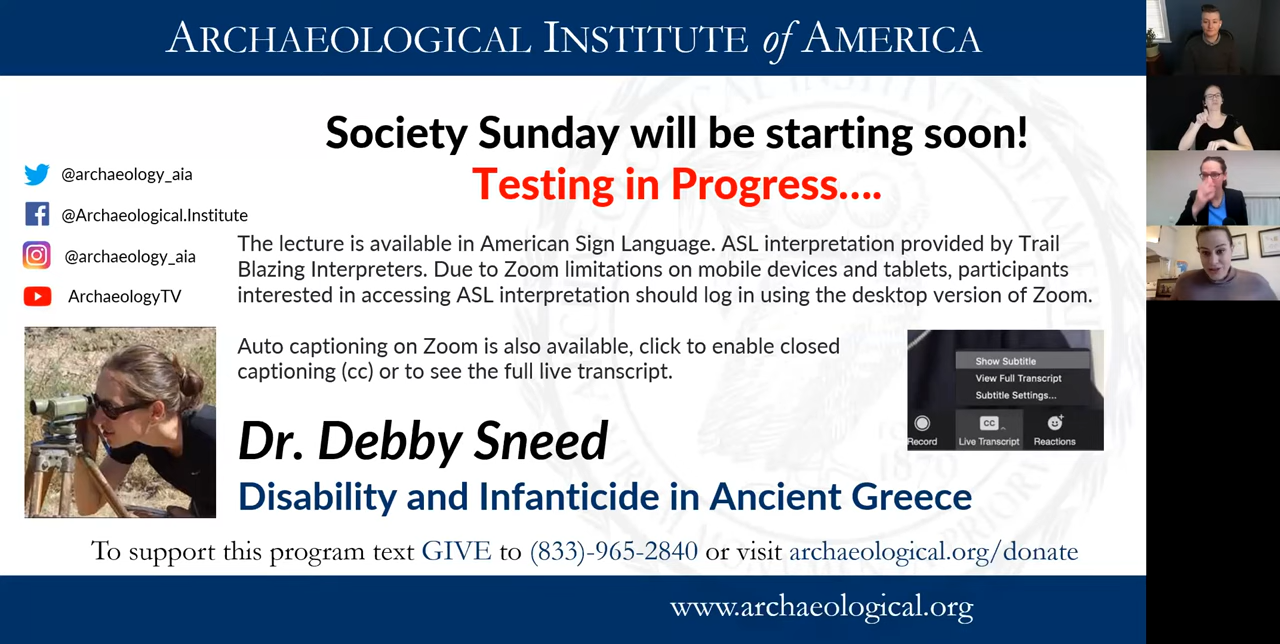 ARCHAEOLOGICAL INSTITUTE of AMERICA
Society Sunday will be starting soon!
Testing in Progress....
@archaeology_aia
@Archaeological.Institute
@archaeology_aia
ArchaeologyTV
The lecture is available in American Sign Language. ASL interpretation provided by Trail
Blazing Interpreters. Due to Zoom limitations on mobile devices and tablets, participants
interested in accessing ASL interpretation should log in using the desktop version of Zoom.
Auto captioning on Zoom is also available, click to enable closed
captioning (cc) or to see the full live transcript.
Show Subtitle
View Full Transcript
Subtitle Settings...
CC
Record
Live Transcript
Reactions
Dr. Debby Sneed
Disability and Infanticide in Ancient Greece
To support this program text GIVE to (833)-965-2840 or visit archaeological.org/donate
www.archaeological.org